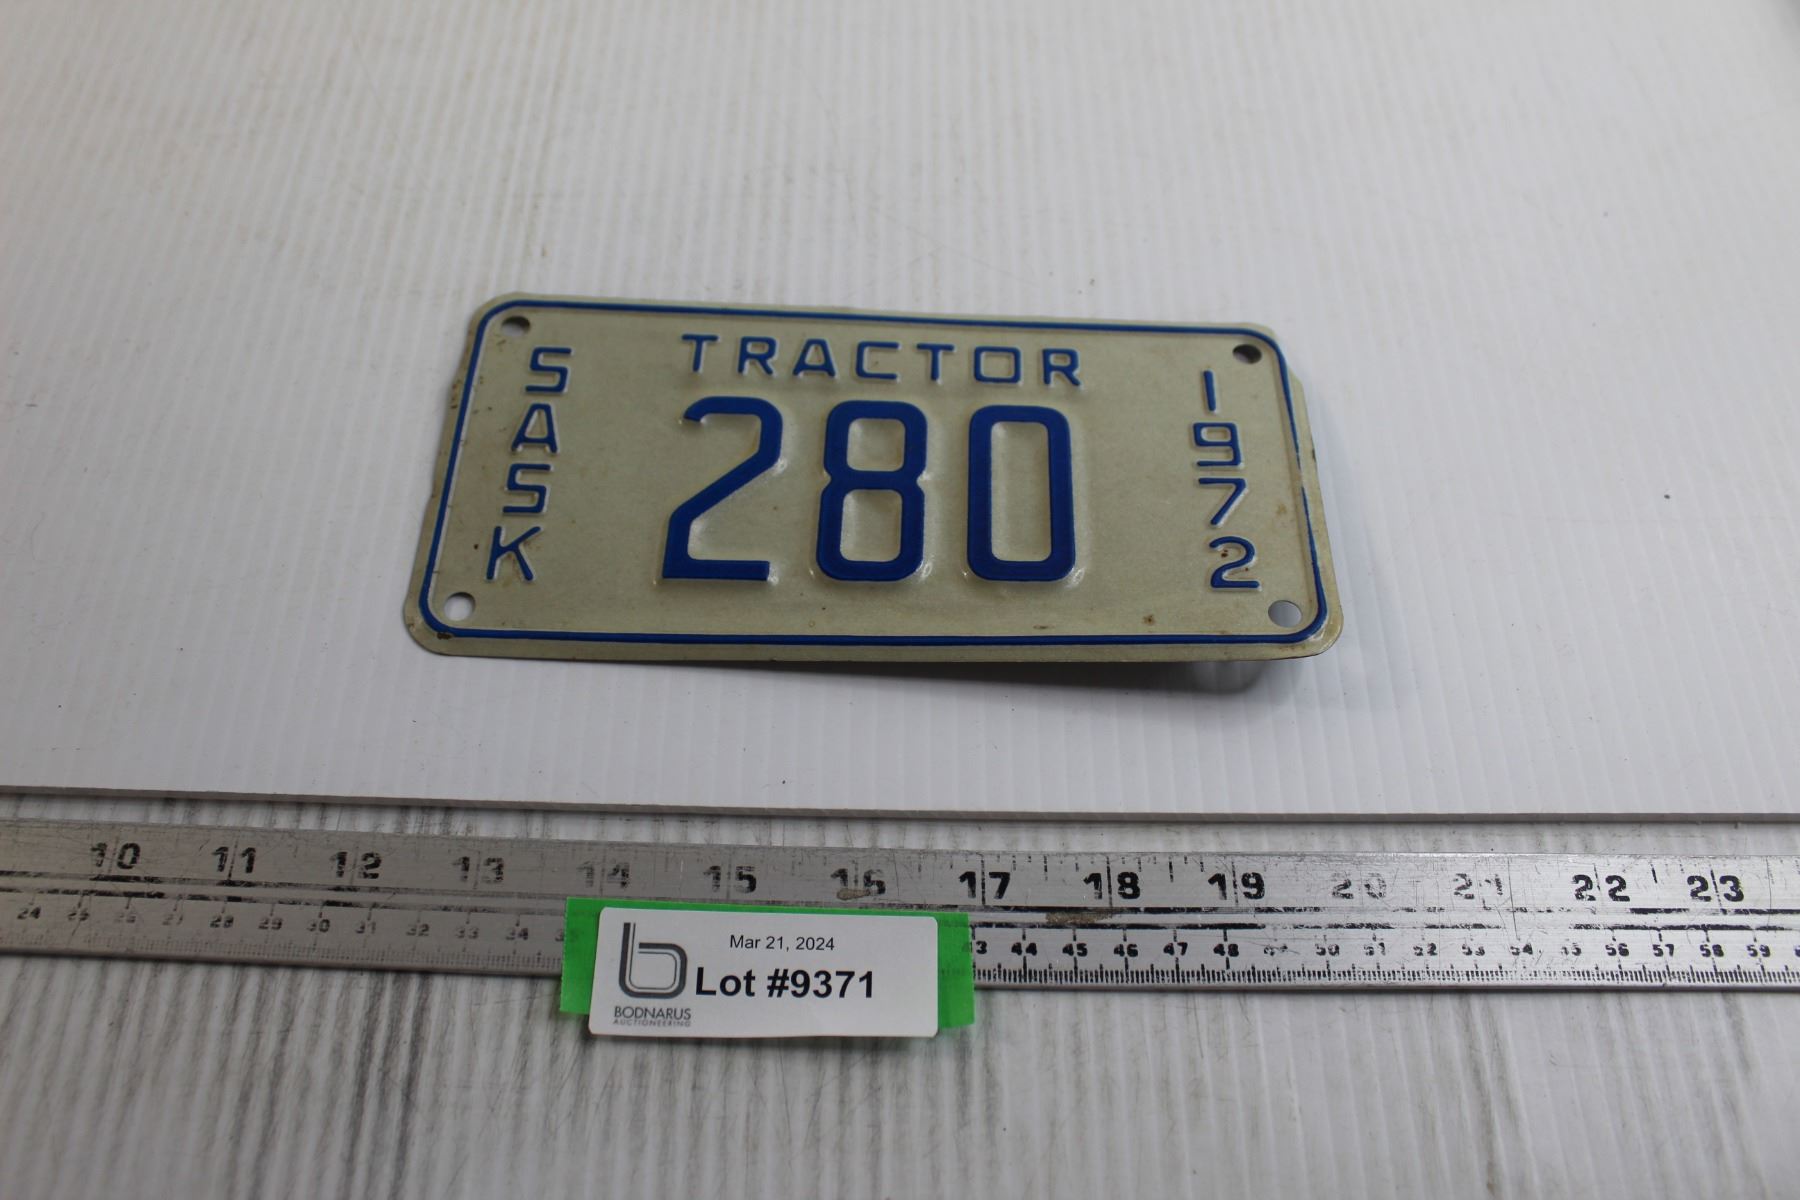 TRACTOR
SASK
280
1972
10 11 12 13 14 15 16 17 18 19 20 21 22 23
24 25 26 27 28 29 30 31 32 33 34
43 44 45 46 47 48 49 50 51 52 53 54 55 56 57 58 59
Mar 21, 2024
Lot #9371
BODNARUS
AUCTIONEERING